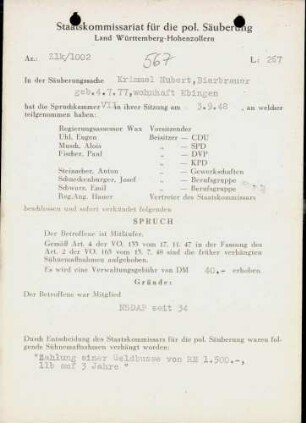 Staatskommissariat für die pol. Säuberung
Land Württemberg-Hohenzollern
Az.: Zlk/1002 567 L: 267
In der Säuberungssache Krimmel Hubert, Bierbrauer
geb.4.7.77,wohnhaft Ebingen
hat die Spruchkammer VII in ihrer Sitzung am 3.9.48 , an welcher
teilgenommen haben:
Regierungsassessor Wax Vorsitzender
Uhl, Eugen Beisitzer — CDU
Munds, Alois „ — SPD
Fischer, Paul „ — DVP
„ — KPD
Steinacher, Anton „ — Gewerkschaften
Schneckenburger, Josef „ — Berufsgruppe
Schwarz, Emil „ — Berufsgruppe
Reg.Ang. Hauer Vertreter des Staatskommissars
beschlossen und sofort verkündet folgenden
SPRUCH
Der Betroffene ist Mitläufer.
Gemäß Art. 4 der VO. 133 vom 17. 11. 47 in der Fassung des
Art. 2 der VO. 165 vom 13. 7. 48 sind die früher verhängten
Sühnemaßnahmen aufgehoben.
Es wird eine Verwaltungsgebühr von DM 40.- erhoben.
Gründe:
Der Betroffene war Mitglied
NSDAP seit 34
Durch Entscheidung des Staatskommissars für die pol. Säuberung waren fol-
gende Sühnemaßnahmen verhängt worden:
"Zahlung einer Geldbusse von RM 1.500.-,
11b auf 3 Jahre "